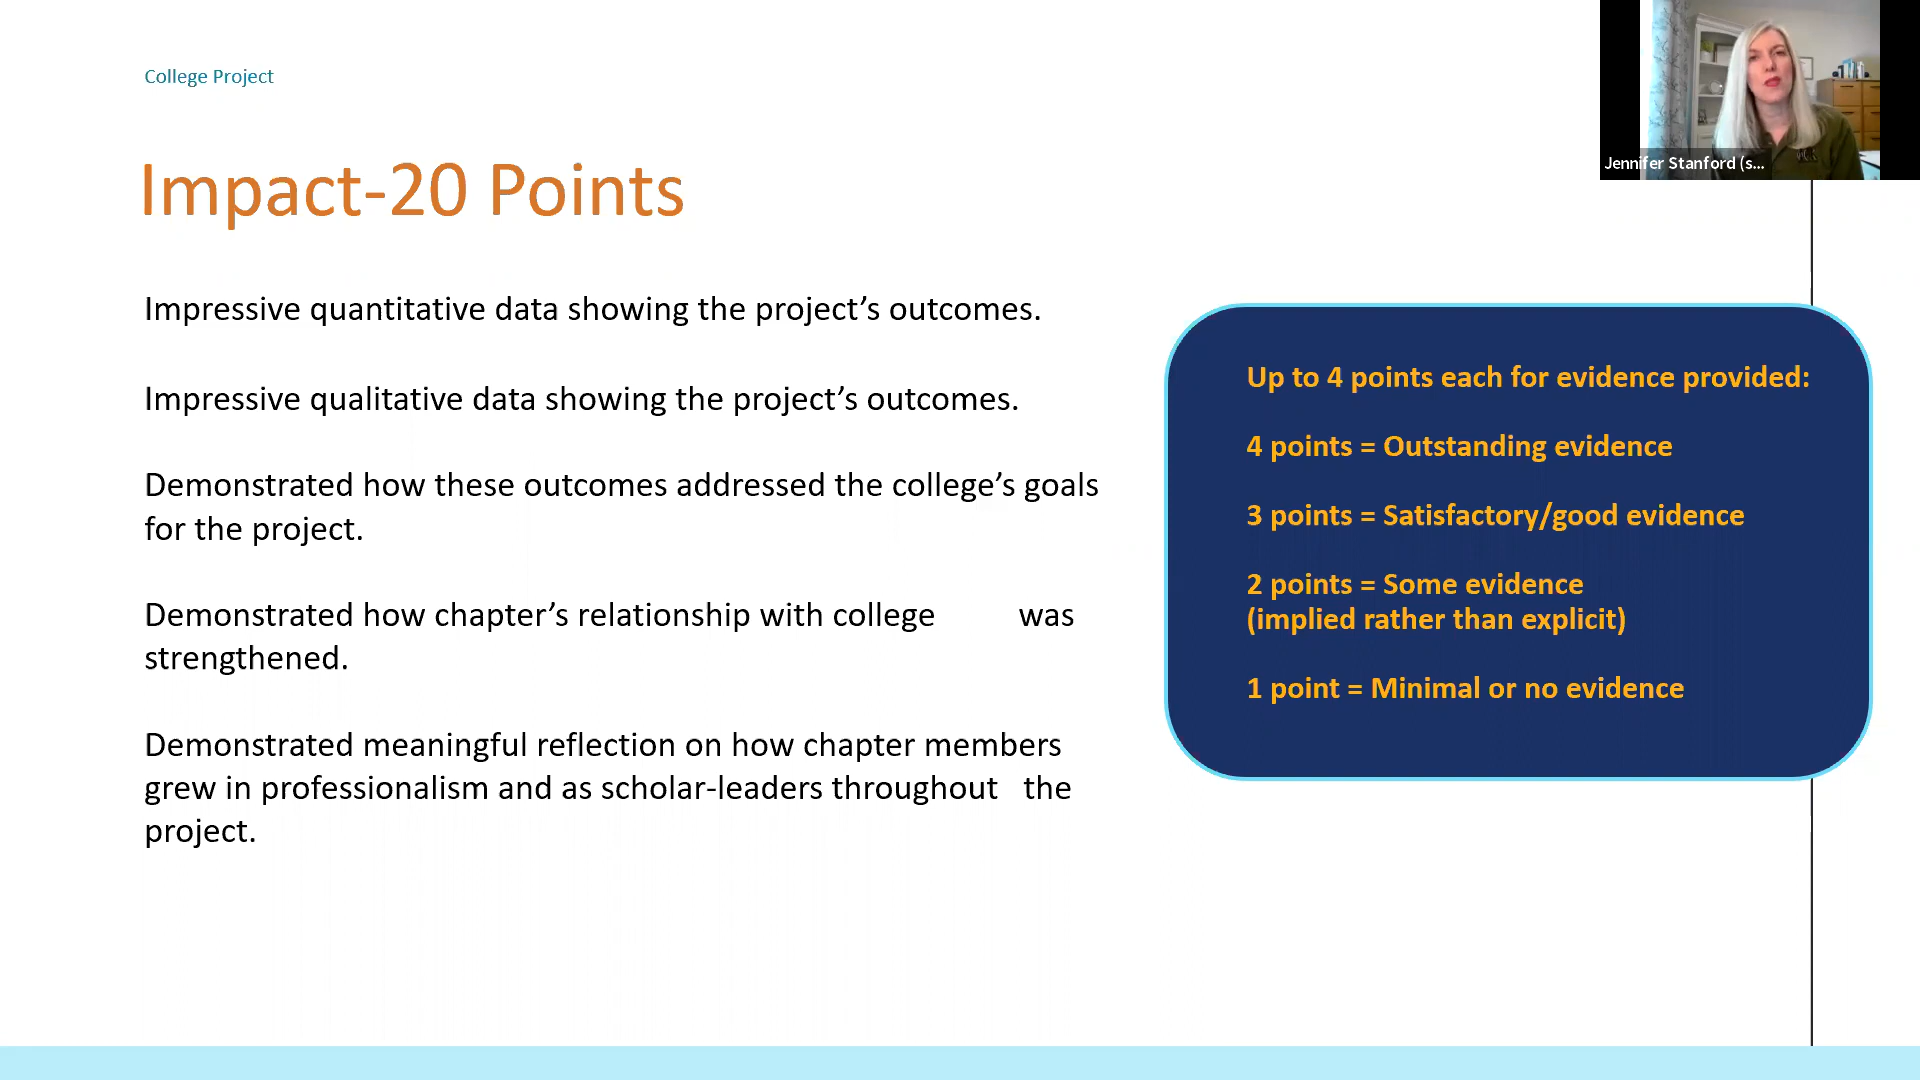 College Project
Jennifer Stanford (s...
Impact-20 Points
Impressive quantitative data showing the project’s outcomes.
Impressive qualitative data showing the project’s outcomes.
Demonstrated how these outcomes addressed the college’s goals
for the project.
Demonstrated how chapter’s relationship with college was
strengthened.
Demonstrated meaningful reflection on how chapter members
grew in professionalism and as scholar-leaders throughout the
project.
Up to 4 points each for evidence provided:
4 points = Outstanding evidence
3 points = Satisfactory/good evidence
2 points = Some evidence
(implied rather than explicit)
1 point = Minimal or no evidence